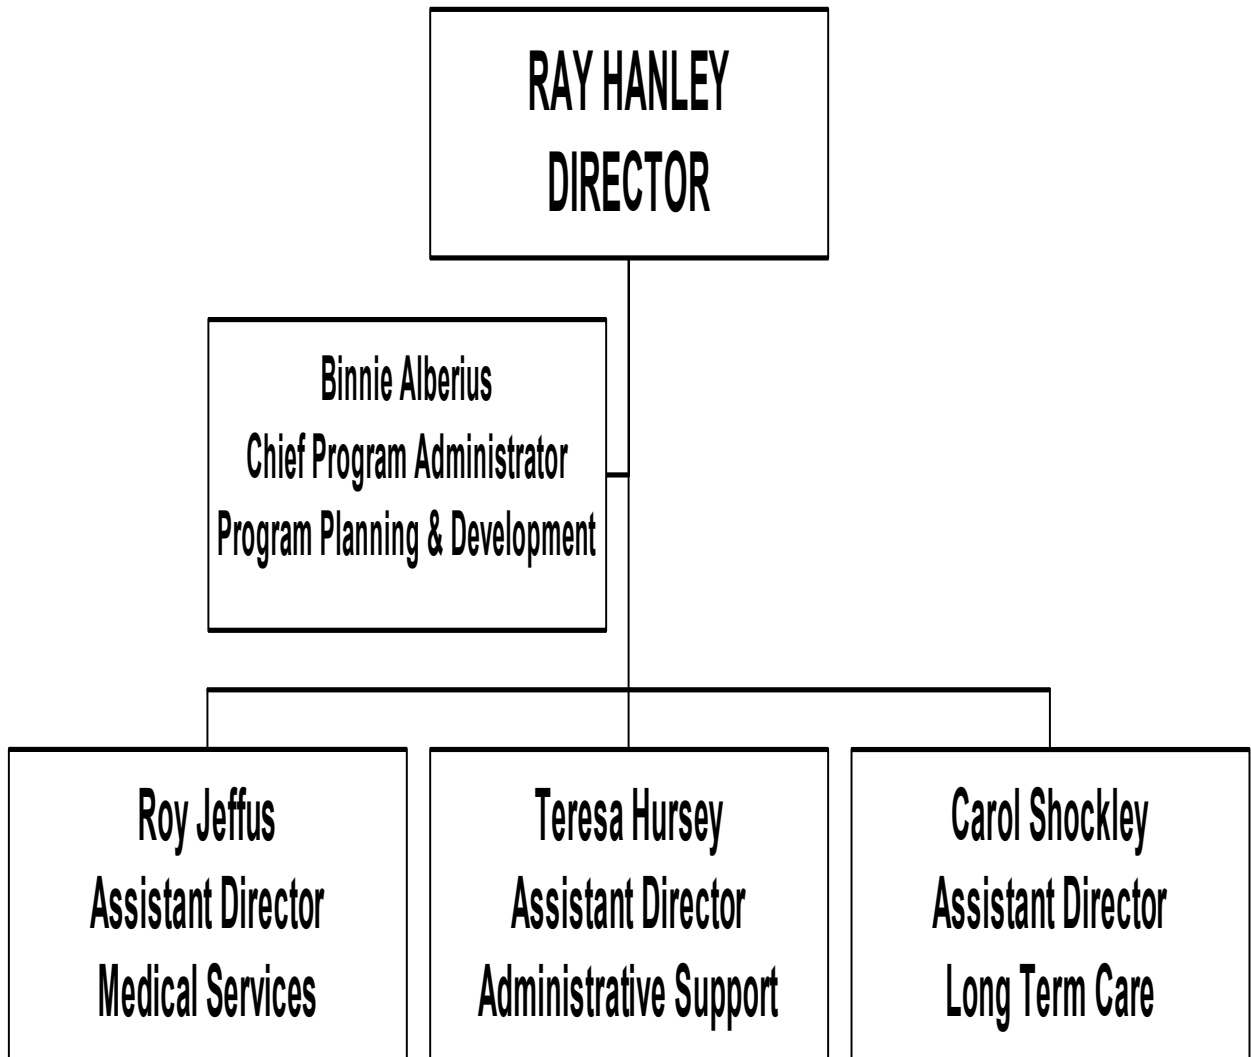 RAY HANLEY
DIRECTOR
Binnie Alberius
Chief Program Administrator
Program Planning & Development
Roy Jeffus
Assistant Director
Medical Services
Teresa Hursey
Assistant Director
Administrative Support
Carol Shockley
Assistant Director
Long Term Care